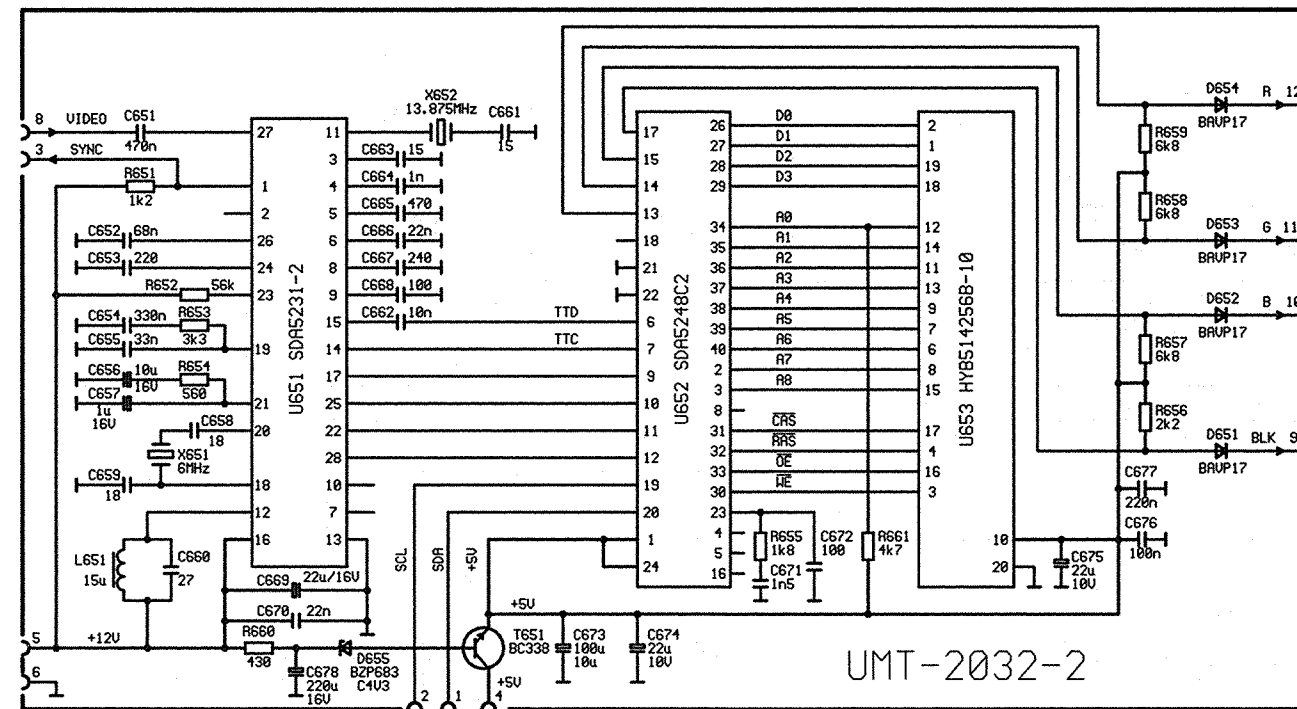 8 VIDEO C651 470n
3 SYNC
R651 1k2
C652 68n
C653 220
R652 56k
C654 330n R653 3k3
C655 33n
C656 10u 16V R654 560
C657 1u 16V
C658 18
X651 6MHz
C659 18
L651 15u
C660 27
5 +12V
6
27
1
2
26
24
23
19
21
20
18
12
16
U651 SDA5231-2
11
3
4
5
6
8
9
15
14
17
25
22
28
10
7
13
X652 13.875MHz
C661 15
C663 15
C664 1n
C665 470
C666 22n
C667 240
C668 100
C662 10n
TTD
TTC
C669 22u/16V
C670 22n
R660 430
C678 220u 16V
D655 BZP683 C4V3
SCL
SDA
+5V
2
1
4
+5V
+5V
T651 BC338
C673 100u 10u
C674 22u 10V
17
15
14
13
18
21
22
6
7
9
10
11
12
19
20
1
24
U652 SDA5248C2
26 D0 2
27 D1 1
28 D2 19
29 D3 18
34 A0 12
35 A1 14
36 A2 11
37 A3 13
38 A4 9
39 A5 7
40 A6 6
2 A7 8
3 A8 15
8
31 CAS 17
32 RAS 4
33 OE 16
30 WE 3
23
4
5
16
R655 1k8
C671 1n5
C672 100
R661 4k7
U653 HYB514256B-10
10
20
C675 22u 10V
C676 100n
C677 220n
D654 BAVP17 R 12
R659 6k8
R658 6k8
D653 BAVP17 G 11
D652 BAVP17 B 10
R657 6k8
R656 2k2
D651 BAVP17 BLK 9
UMT-2032-2